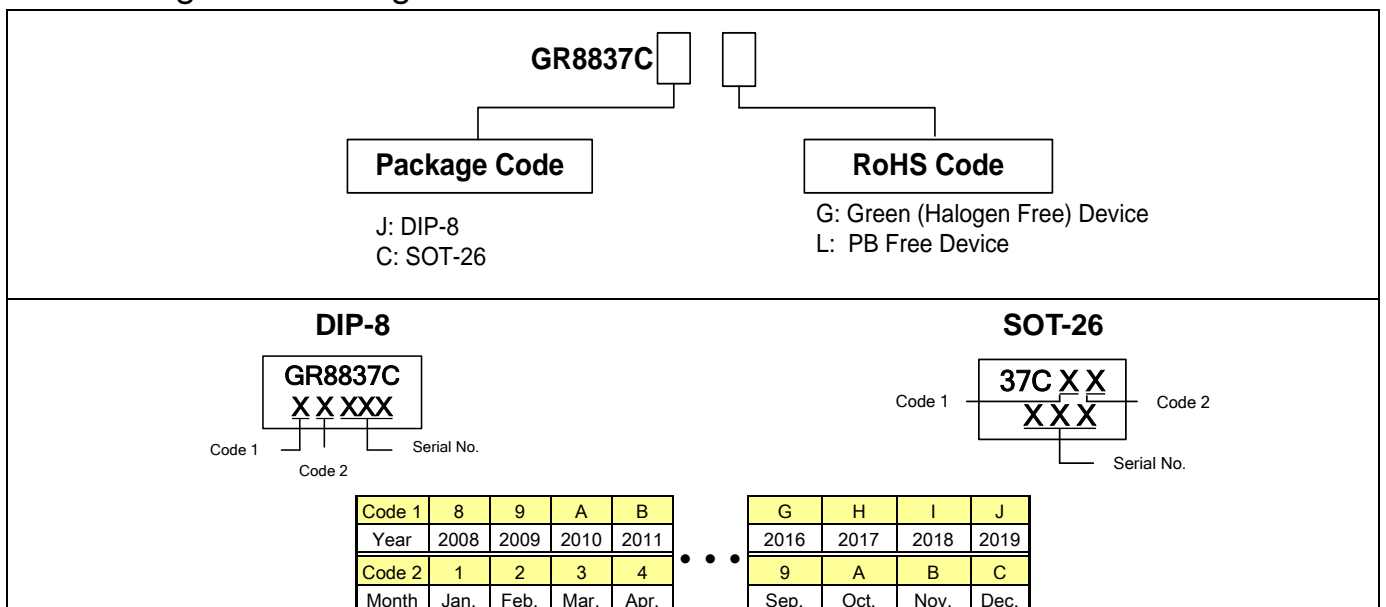 GR8837C
Package Code
RoHS Code
J: DIP-8
C: SOT-26
G: Green (Halogen Free) Device
L: PB Free Device
DIP-8
SOT-26
GR8837C
X X XXX
Code 1
Code 2
Serial No.
37C X X
X X X
Code 1
Code 2
Serial No.
Code 1 8 9 A B G H I J
Year 2008 2009 2010 2011 • • • 2016 2017 2018 2019
Code 2 1 2 3 4 9 A B C
Month Jan. Feb. Mar. Apr. Sep. Oct. Nov. Dec.